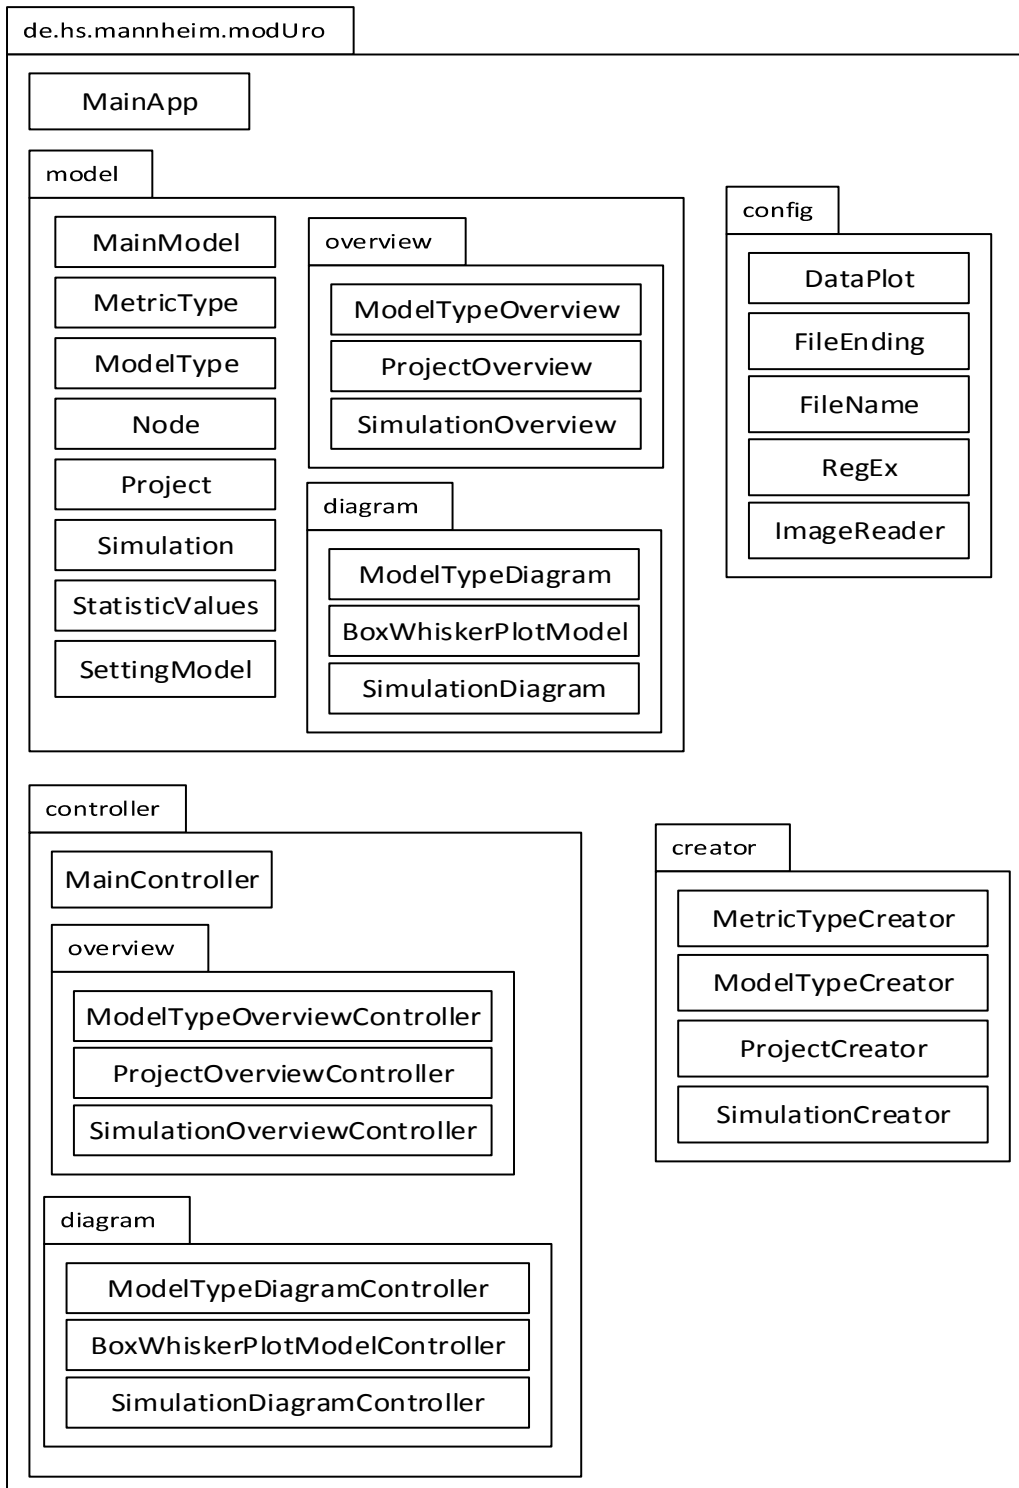 de.hs.mannheim.modUro
MainApp
model
MainModel
MetricType
ModelType
Node
Project
Simulation
StatisticValues
SettingModel
overview
ModelTypeOverview
ProjectOverview
SimulationOverview
diagram
ModelTypeDiagram
BoxWhiskerPlotModel
SimulationDiagram
config
DataPlot
FileEnding
FileName
RegEx
ImageReader
controller
MainController
overview
ModelTypeOverviewController
ProjectOverviewController
SimulationOverviewController
diagram
ModelTypeDiagramController
BoxWhiskerPlotModelController
SimulationDiagramController
creator
MetricTypeCreator
ModelTypeCreator
ProjectCreator
SimulationCreator